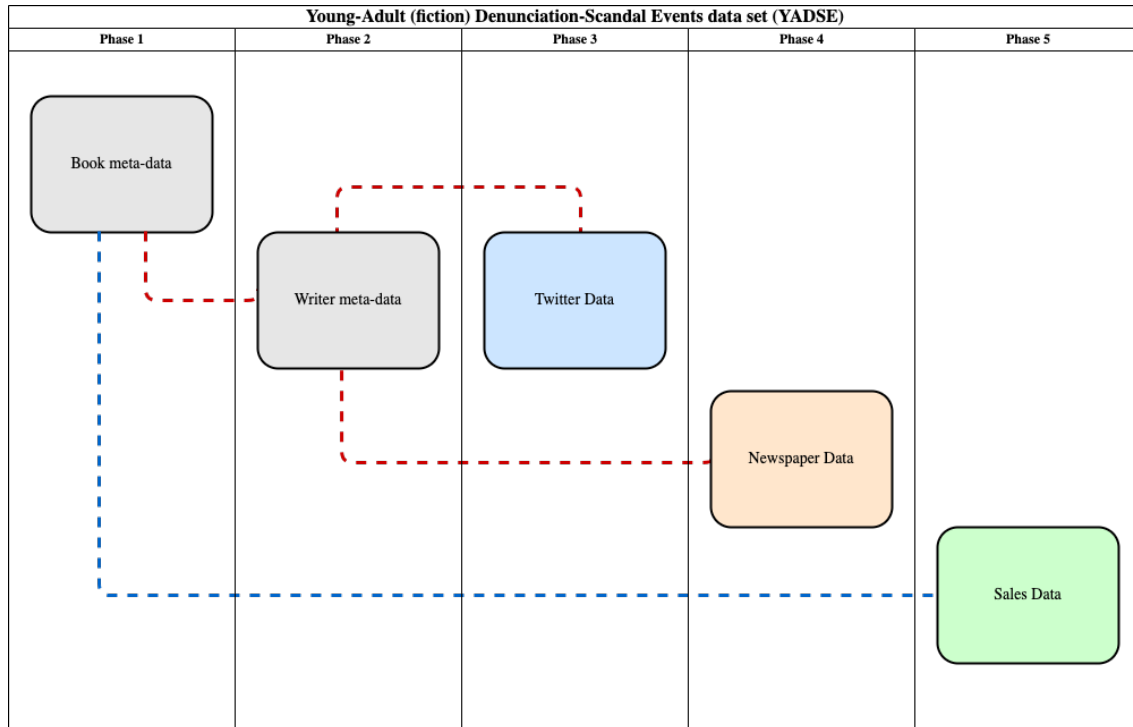 Young-Adult (fiction) Denunciation-Scandal Events data set (YADSE)
Phase 1
Phase 2
Phase 3
Phase 4
Phase 5
Book meta-data
Writer meta-data
Twitter Data
Newspaper Data
Sales Data